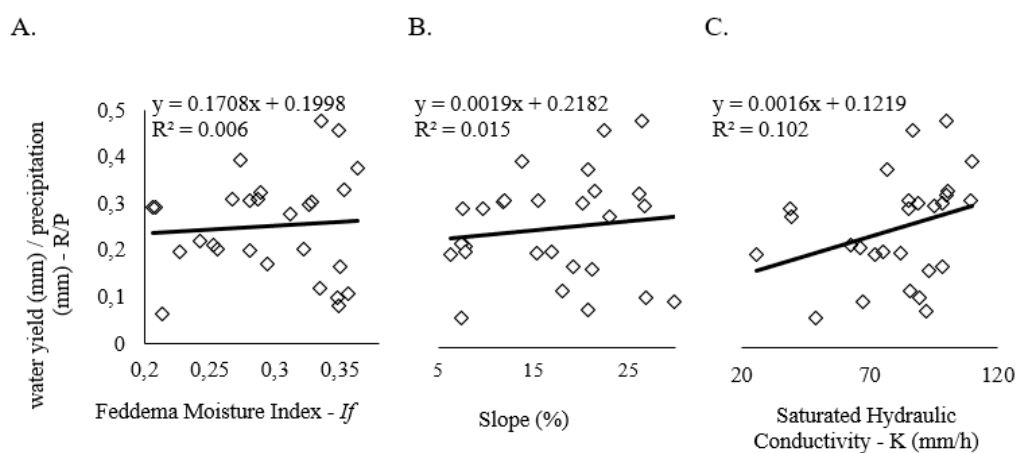 A.
B.
C.
y = 0.1708x + 0.1998
R² = 0.006
y = 0.0019x + 0.2182
R² = 0.015
y = 0.0016x + 0.1219
R² = 0.102
water yield (mm) / precipitation
(mm) - R/P
0,5
0,4
0,3
0,2
0,1
0
0,2 0,25 0,3 0,35
5 15 25
20 70 120
Feddema Moisture Index - If
Slope (%)
Saturated Hydraulic
Conductivity - K (mm/h)